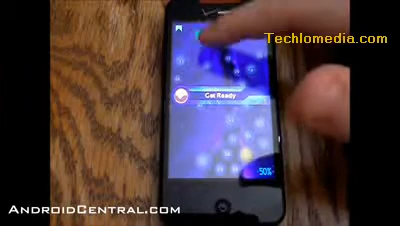 Techlomedia.com
Get Ready
50%
ANDROIDCENTRAL.COM